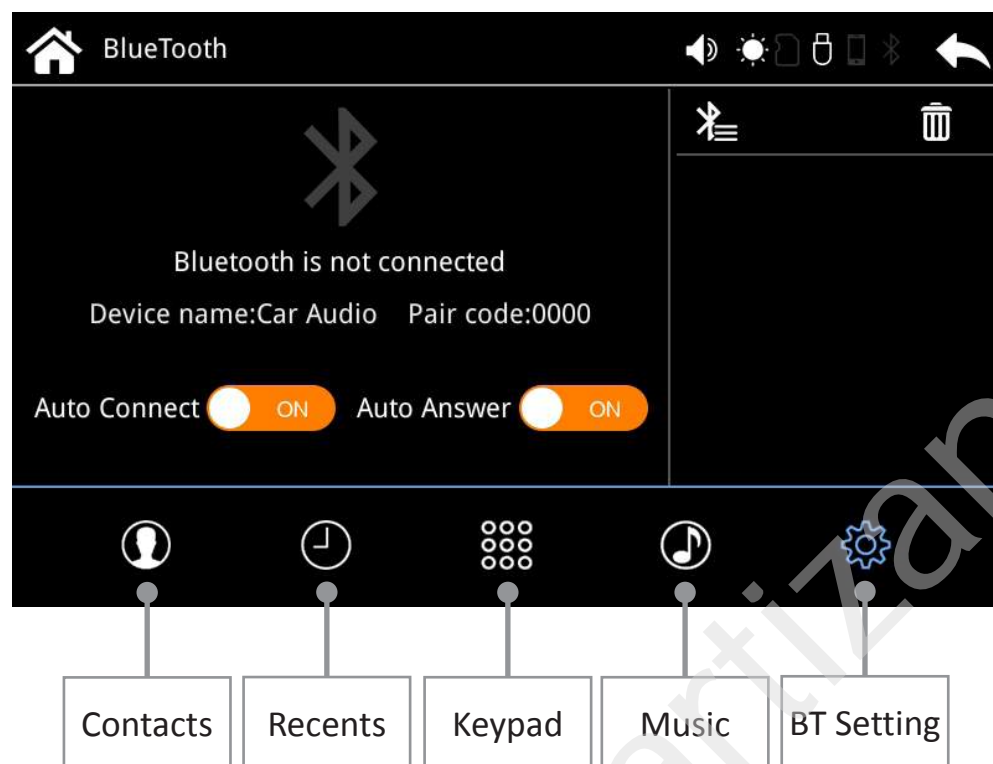 BlueTooth
Bluetooth is not connected
Device name:Car Audio Pair code:0000
Auto Connect ON Auto Answer ON
Contacts Recents Keypad Music BT Setting
artizan